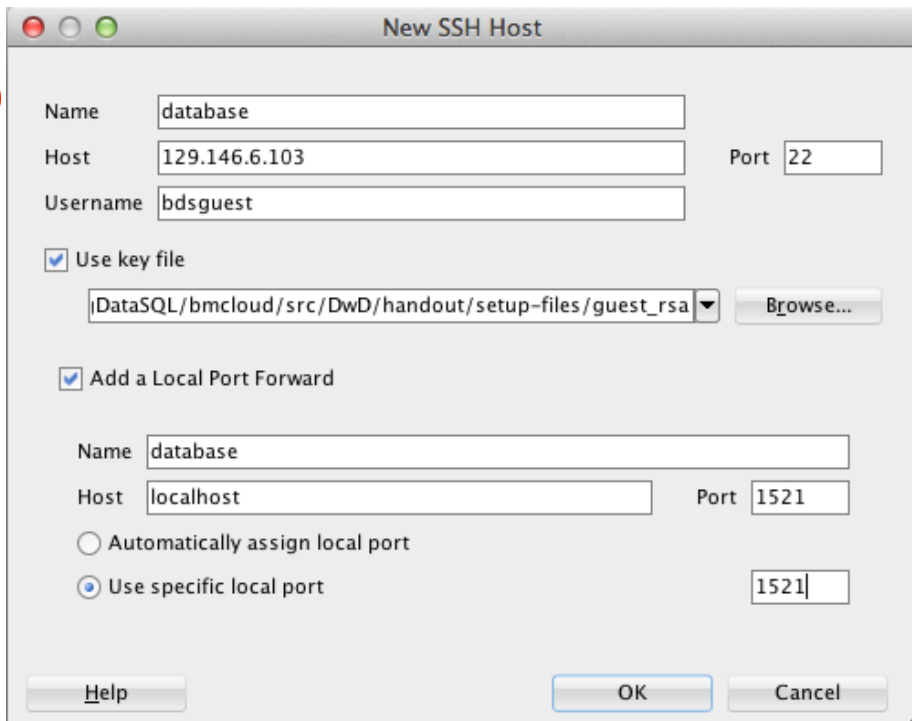 New SSH Host
Name database
Host 129.146.6.103 Port 22
Username bdsguest
Use key file
DataSQL/bmcloud/src/DwD/handout/setup-files/guest_rsa Browse...
Add a Local Port Forward
Name database
Host localhost Port 1521
Automatically assign local port
Use specific local port 1521
Help OK Cancel